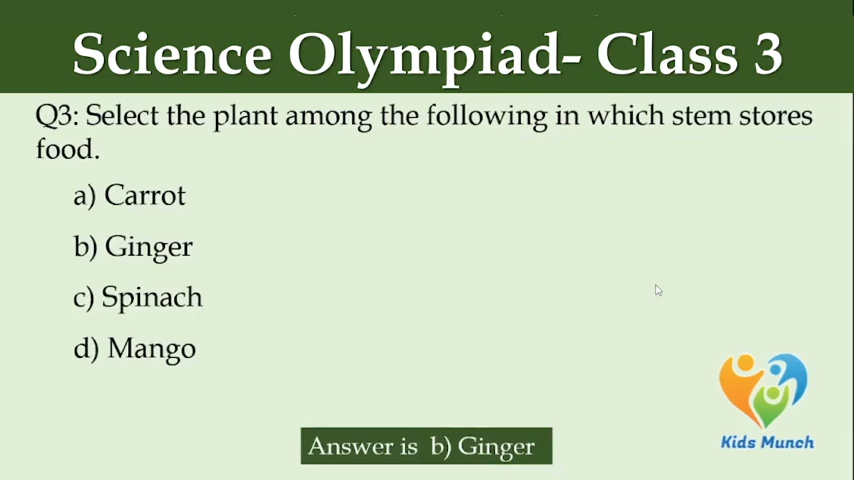 Science Olympiad- Class 3
Q3: Select the plant among the following in which stem stores
food.
a) Carrot
b) Ginger
c) Spinach
d) Mango
Kids Munch
Answer is b) Ginger